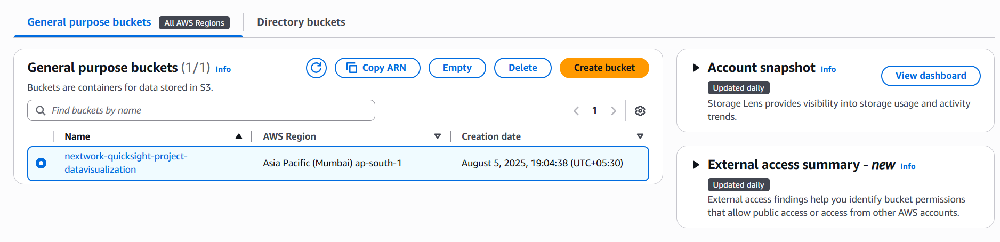 General purpose buckets All AWS Regions Directory buckets
General purpose buckets (1/1) Info
Copy ARN Empty Delete Create bucket
Buckets are containers for data stored in S3.
Find buckets by name
1
Name AWS Region Creation date
nextwork-quicksight-project-
datavisualization
Asia Pacific (Mumbai) ap-south-1
August 5, 2025, 19:04:38 (UTC+05:30)
Account snapshot Info
View dashboard
Updated daily
Storage Lens provides visibility into storage usage and activity
trends.
External access summary - new Info
Updated daily
External access findings help you identify bucket permissions
that allow public access or access from other AWS accounts.